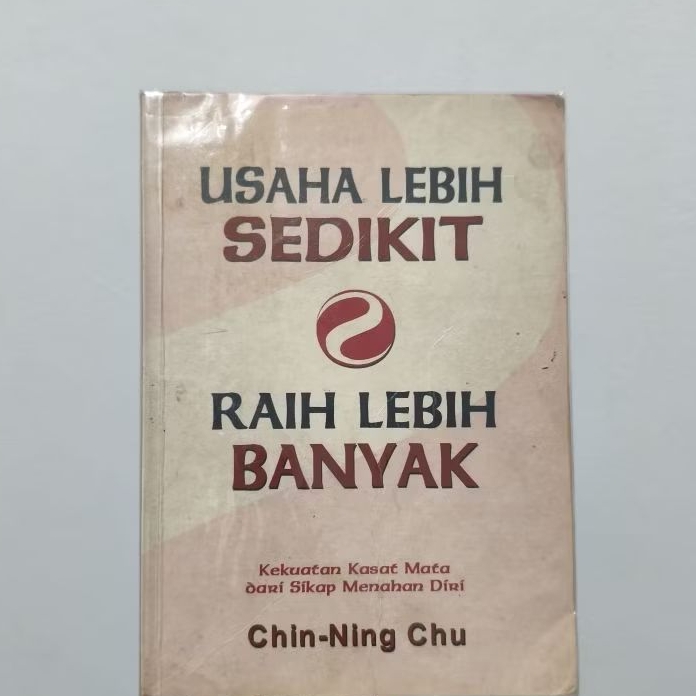 USAHA LEBIH
SEDIKIT
RAIH LEBIH
BANYAK
Kekuatan Kasat Mata
dari Sikap Menahan Diri
Chin-Ning Chu